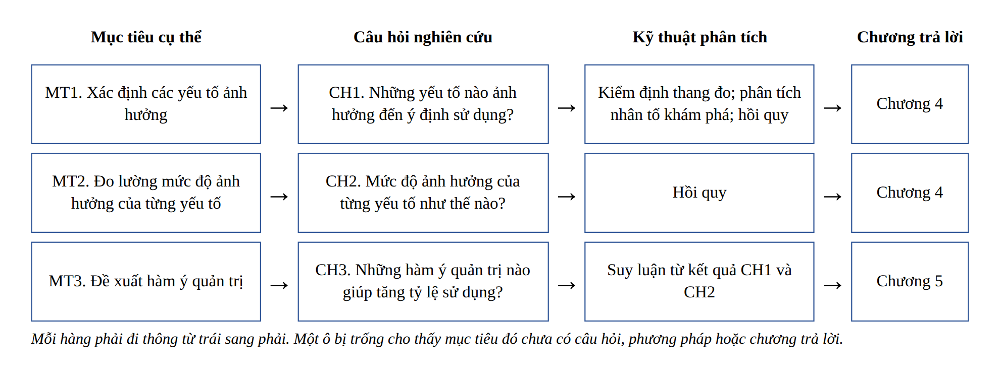 Mục tiêu cụ thể
Câu hỏi nghiên cứu
Kỹ thuật phân tích
Chương trả lời
MT1. Xác định các yếu tố ảnh
hưởng
→
CH1. Những yếu tố nào ảnh
hưởng đến ý định sử dụng?
→
Kiểm định thang đo; phân tích
nhân tố khám phá; hồi quy
→
Chương 4
MT2. Đo lường mức độ ảnh
hưởng của từng yếu tố
→
CH2. Mức độ ảnh hưởng của
từng yếu tố như thế nào?
→
Hồi quy
→
Chương 4
MT3. Đề xuất hàm ý quản trị
→
CH3. Những hàm ý quản trị nào
giúp tăng tỷ lệ sử dụng?
→
Suy luận từ kết quả CH1 và
CH2
→
Chương 5
Mỗi hàng phải đi thông từ trái sang phải. Một ô bị trống cho thấy mục tiêu đó chưa có câu hỏi, phương pháp hoặc chương trả lời.